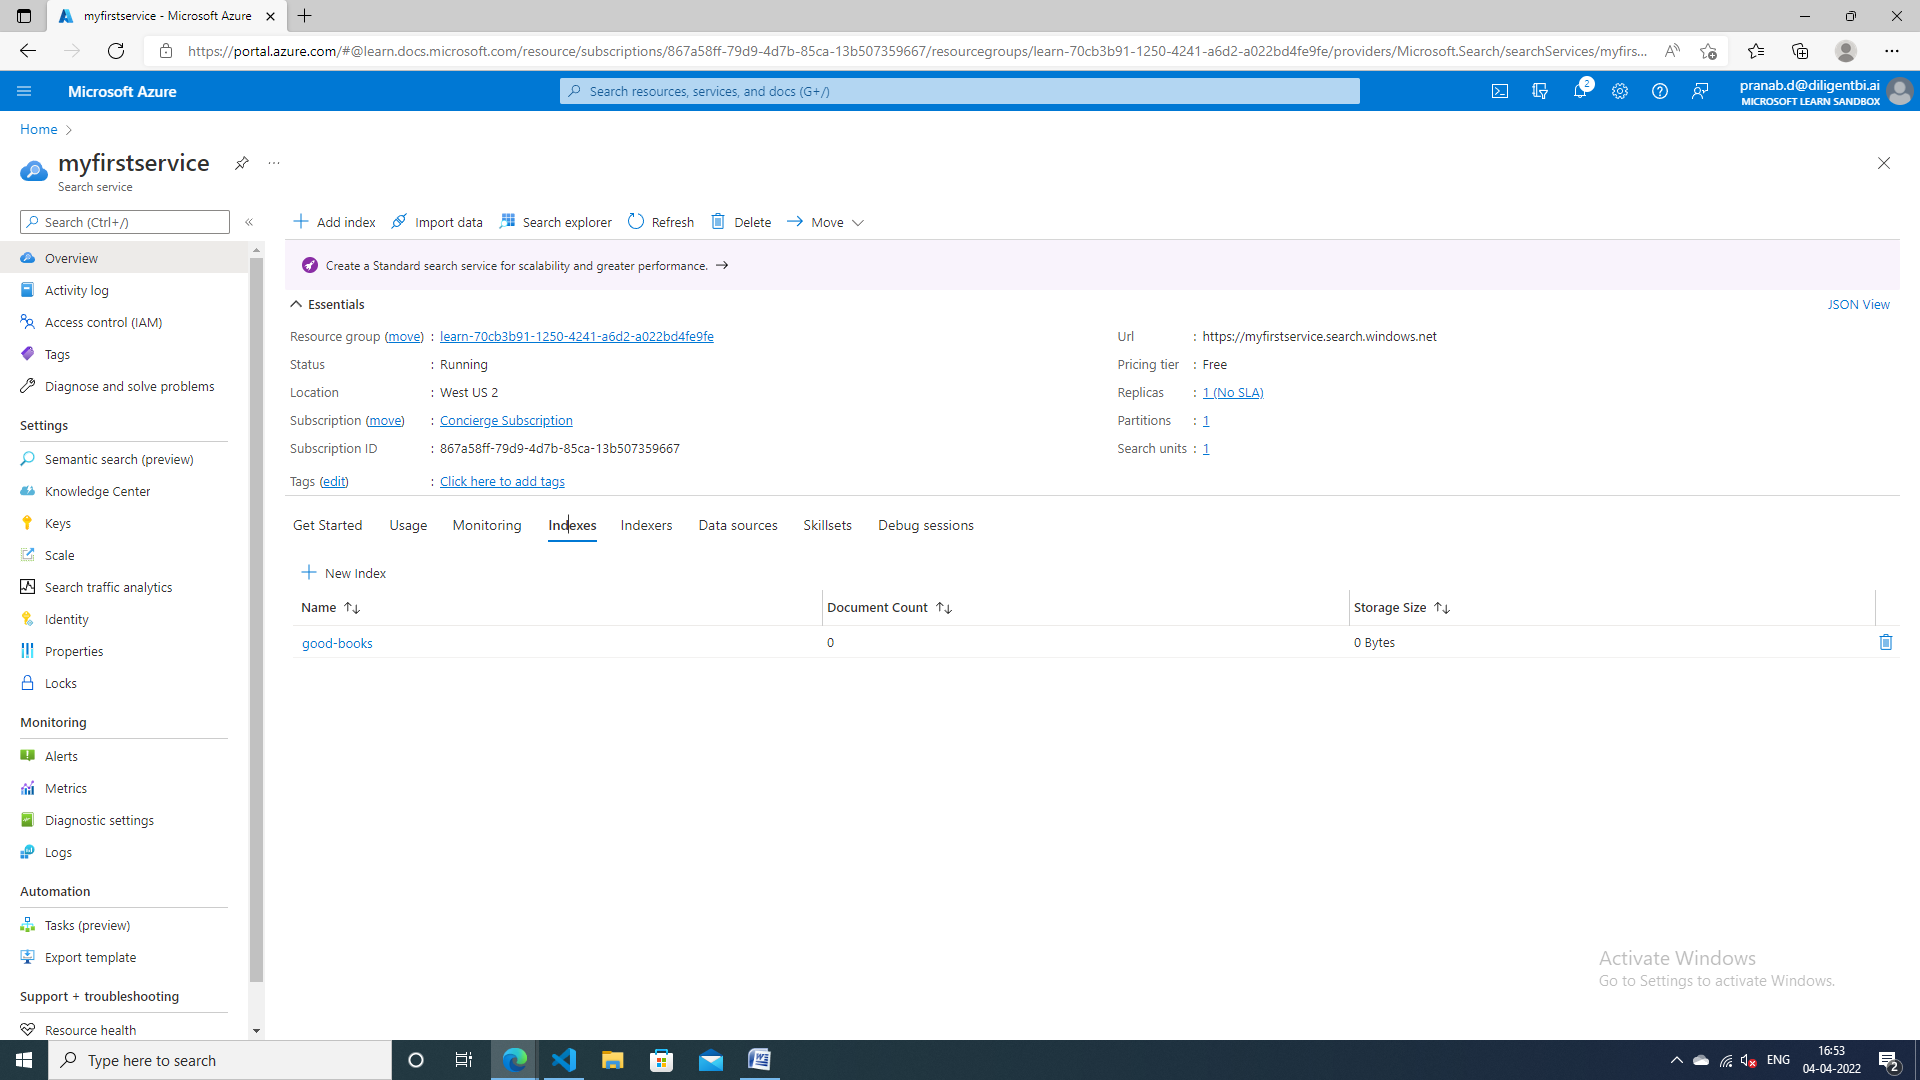 myfirstservice - Microsoft Azure
https://portal.azure.com/#@learn.docs.microsoft.com/resource/subscriptions/867a58ff-79d9-4d7b-85ca-13b507359667/resourcegroups/learn-70cb3b91-1250-4241-a6d2-a022bd4fe9fe/providers/Microsoft.Search/searchServices/myfirs...
Microsoft Azure
Search resources, services, and docs (G+/)
2
pranab.d@diligentbi.ai
MICROSOFT LEARN SANDBOX
Home
myfirstservice
Search service
Search (Ctrl+/)
Overview
Activity log
Access control (IAM)
Tags
Diagnose and solve problems
Settings
Semantic search (preview)
Knowledge Center
Keys
Scale
Search traffic analytics
Identity
Properties
Locks
Monitoring
Alerts
Metrics
Diagnostic settings
Logs
Automation
Tasks (preview)
Export template
Support + troubleshooting
Resource health
Add index Import data Search explorer Refresh Delete Move
Create a Standard search service for scalability and greater performance.
Essentials
JSON View
Resource group (move) : learn-70cb3b91-1250-4241-a6d2-a022bd4fe9fe
Status : Running
Location : West US 2
Subscription (move) : Concierge Subscription
Subscription ID : 867a58ff-79d9-4d7b-85ca-13b507359667
Tags (edit) : Click here to add tags
Url : https://myfirstservice.search.windows.net
Pricing tier : Free
Replicas : 1 (No SLA)
Partitions : 1
Search units : 1
Get Started Usage Monitoring Indexes Indexers Data sources Skillsets Debug sessions
New Index
Name Document Count Storage Size
good-books 0 0 Bytes
Activate Windows
Go to Settings to activate Windows.
Type here to search
ENG
16:53
04-04-2022
2